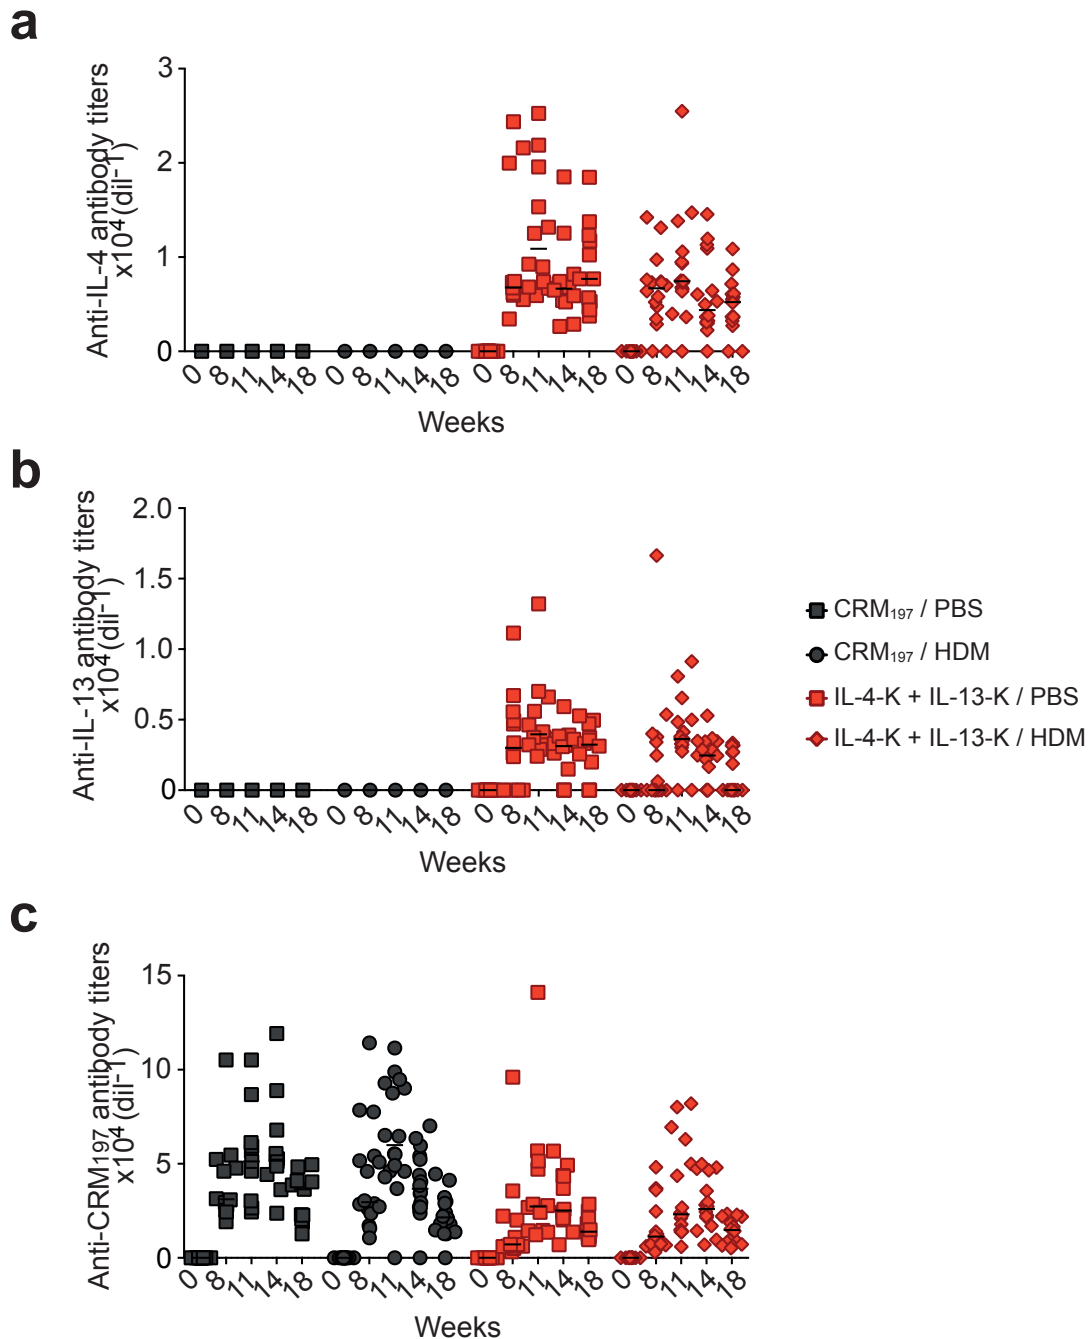 a
Anti-IL-4 antibody titers
x10⁴ (dil⁻¹)
3
2
1
0
0 8 11 14 18 0 8 11 14 18 0 8 11 14 18 0 8 11 14 18
Weeks
b
Anti-IL-13 antibody titers
x10⁴ (dil⁻¹)
2.0
1.5
1.0
0.5
0
0 8 11 14 18 0 8 11 14 18 0 8 11 14 18 0 8 11 14 18
Weeks
CRM₁₉₇ / PBS
CRM₁₉₇ / HDM
IL-4-K + IL-13-K / PBS
IL-4-K + IL-13-K / HDM
c
Anti-CRM₁₉₇ antibody titers
x10⁴ (dil⁻¹)
15
10
5
0
0 8 11 14 18 0 8 11 14 18 0 8 11 14 18 0 8 11 14 18
Weeks